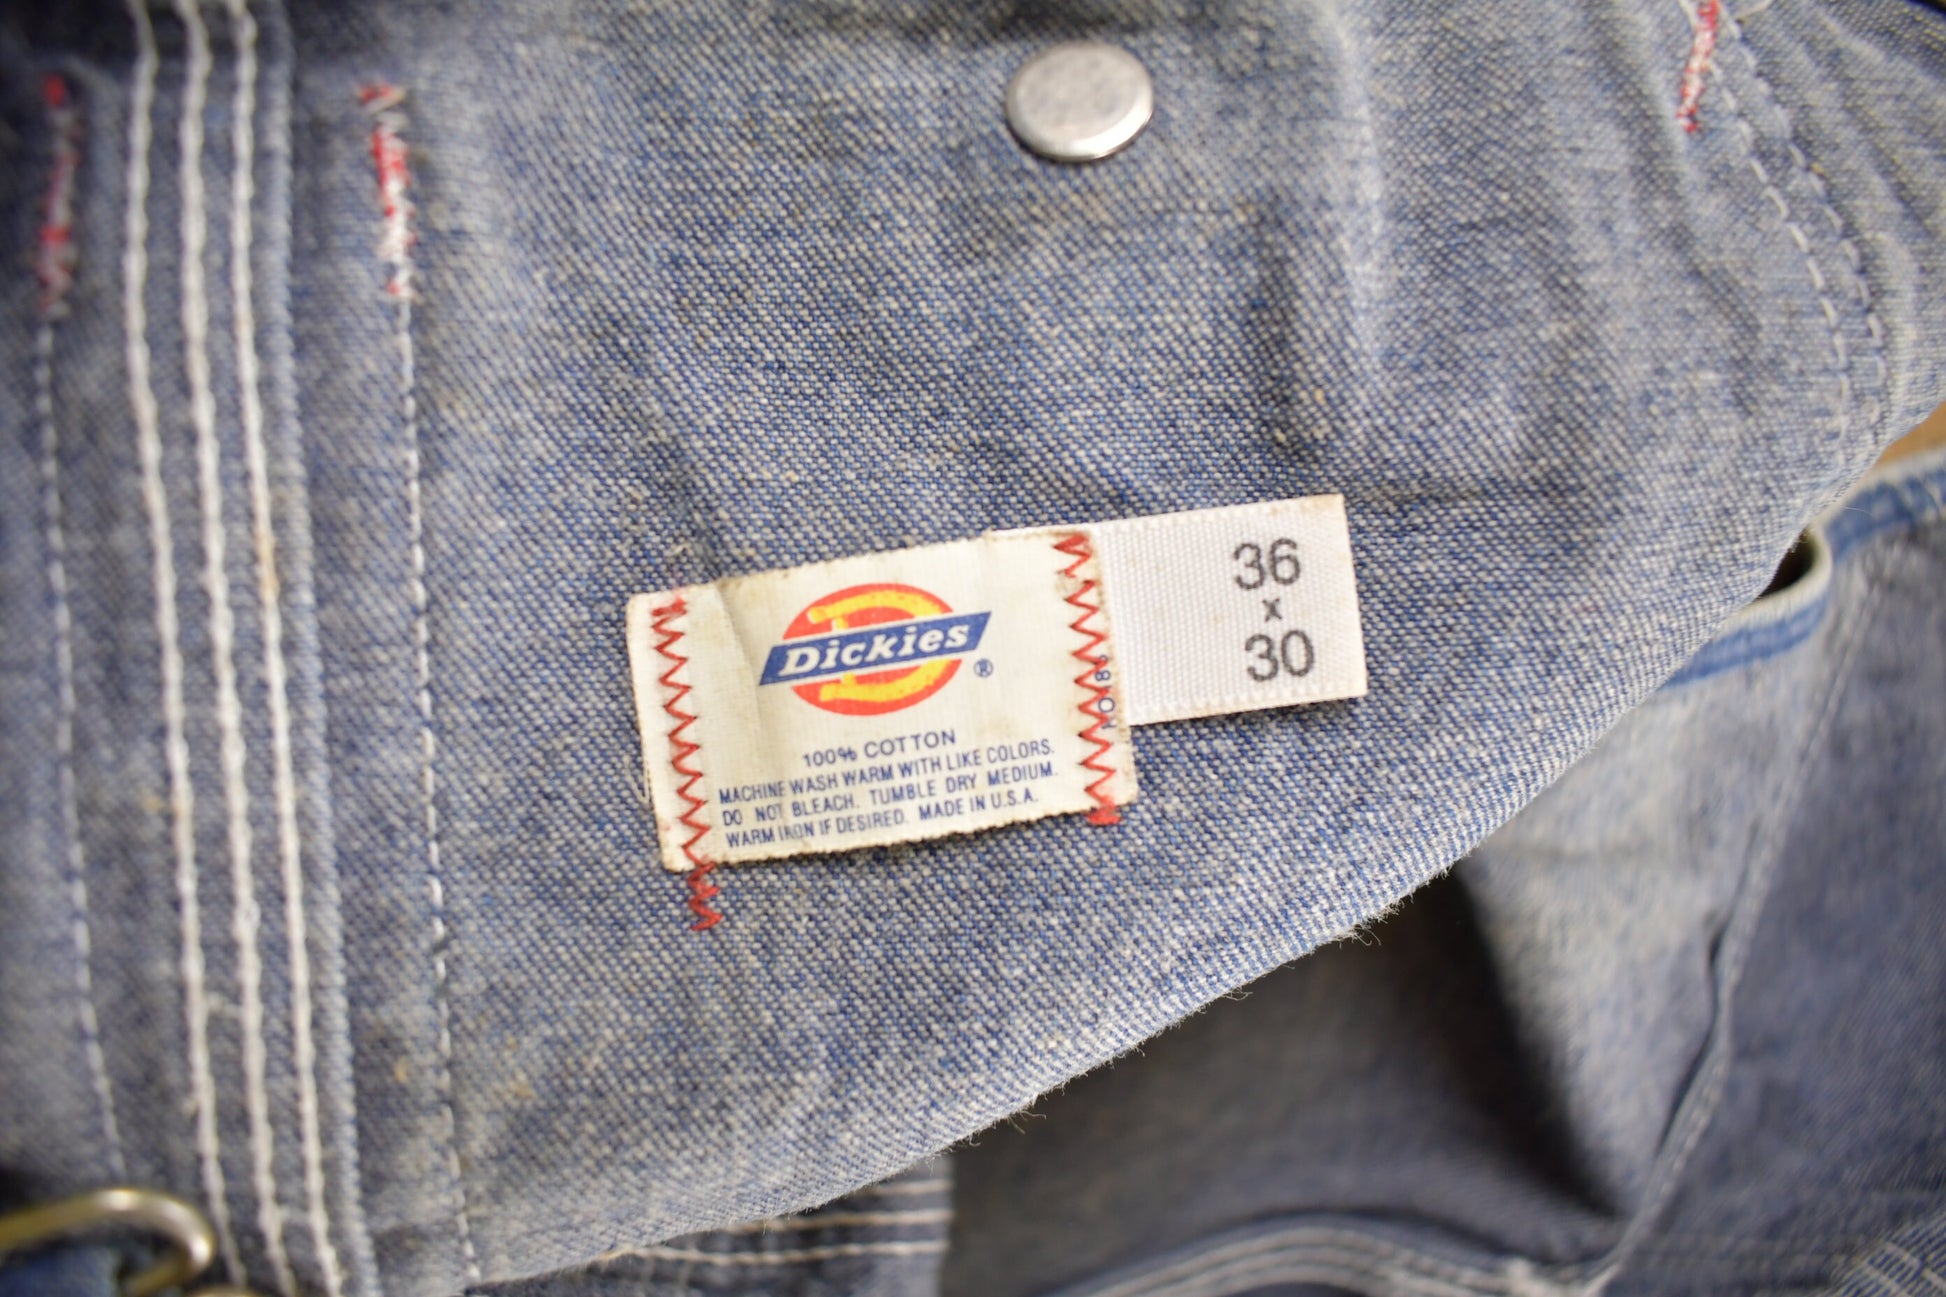 Dickies®
100% COTTON
MACHINE WASH WARM WITH LIKE COLORS.
DO NOT BLEACH. TUMBLE DRY MEDIUM.
WARM IRON IF DESIRED. MADE IN U.S.A.
36
x
30